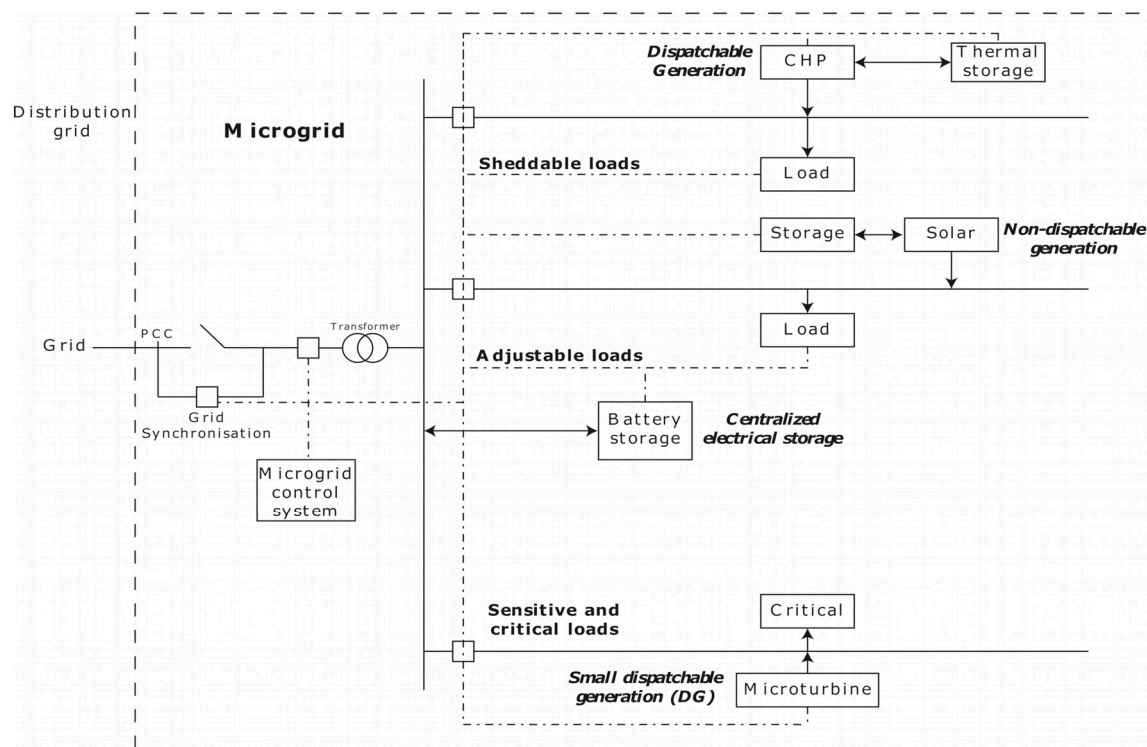 Distribution
grid
Microgrid
Dispatchable
Generation
CHP
Thermal
storage
Sheddable loads
Load
Storage
Solar
Non-dispatchable
generation
Grid
PCC
Transformer
Load
Adjustable loads
Grid
Synchronisation
Battery
storage
Centralized
electrical storage
Microgrid
control
system
Sensitive and
critical loads
Critical
Small dispatchable
generation (DG)
Microturbine